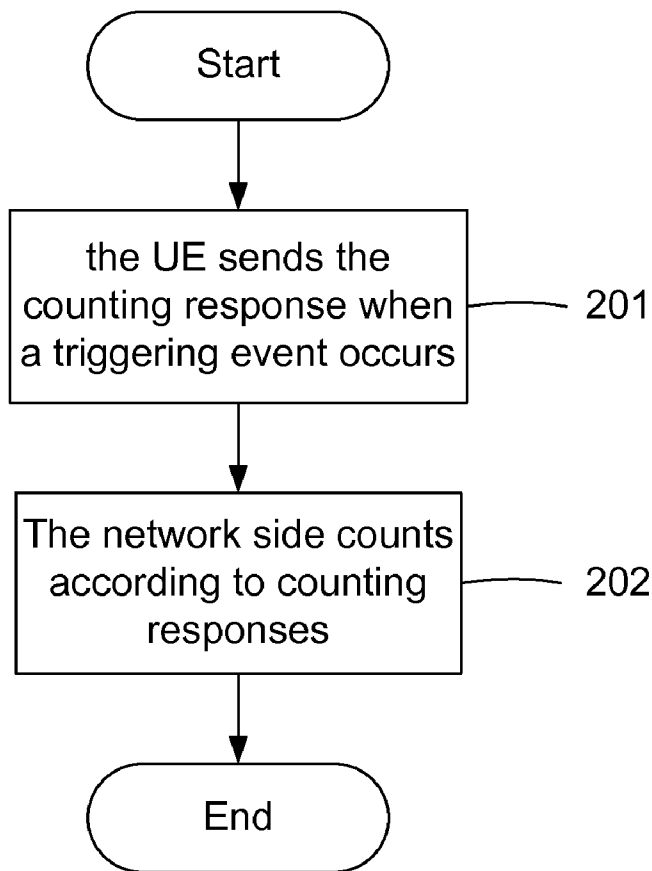 Start
the UE sends the
counting response when
a triggering event occurs
201
The network side counts
according to counting
responses
202
End